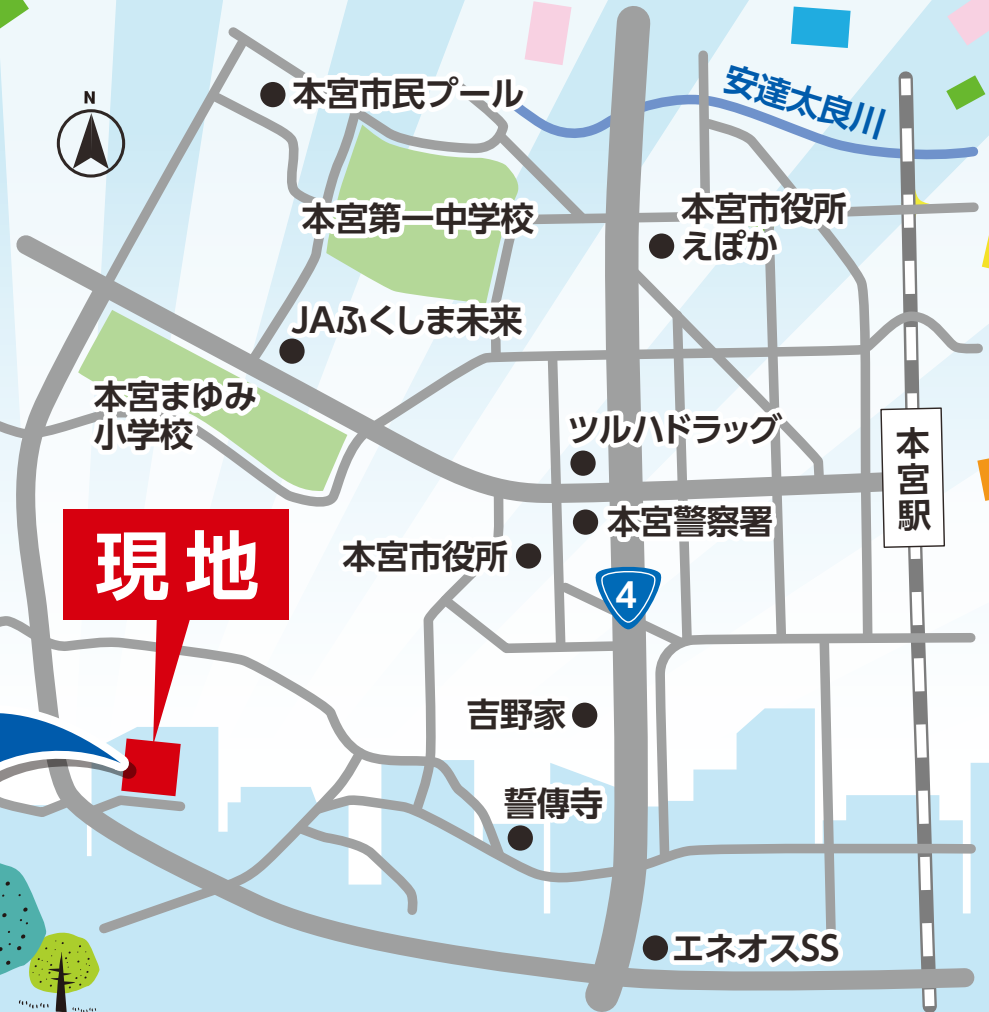 N
本宮市民プール
安達太良川
本宮第一中学校
本宮市役所
えぽか
JAふくしま未来
本宮まゆみ
小学校
ツルハドラッグ
本宮駅
本宮警察署
現地
本宮市役所
4
吉野家
誓傳寺
エネオスSS